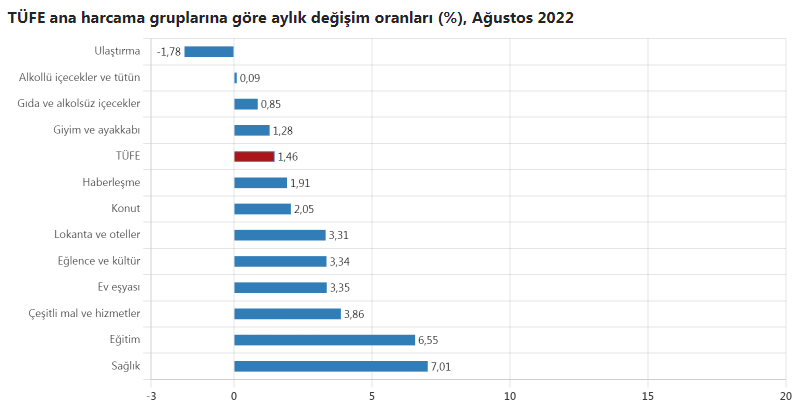 TÜFE ana harcama gruplarına göre aylık değişim oranları (%), Ağustos 2022
Ulaştırma -1,78
Alkollü içecekler ve tütün 0,09
Gıda ve alkolsüz içecekler 0,85
Giyim ve ayakkabı 1,28
TÜFE 1,46
Haberleşme 1,91
Konut 2,05
Lokanta ve oteller 3,31
Eğlence ve kültür 3,34
Ev eşyası 3,35
Çeşitli mal ve hizmetler 3,86
Eğitim 6,55
Sağlık 7,01
-3 0 5 10 15 20